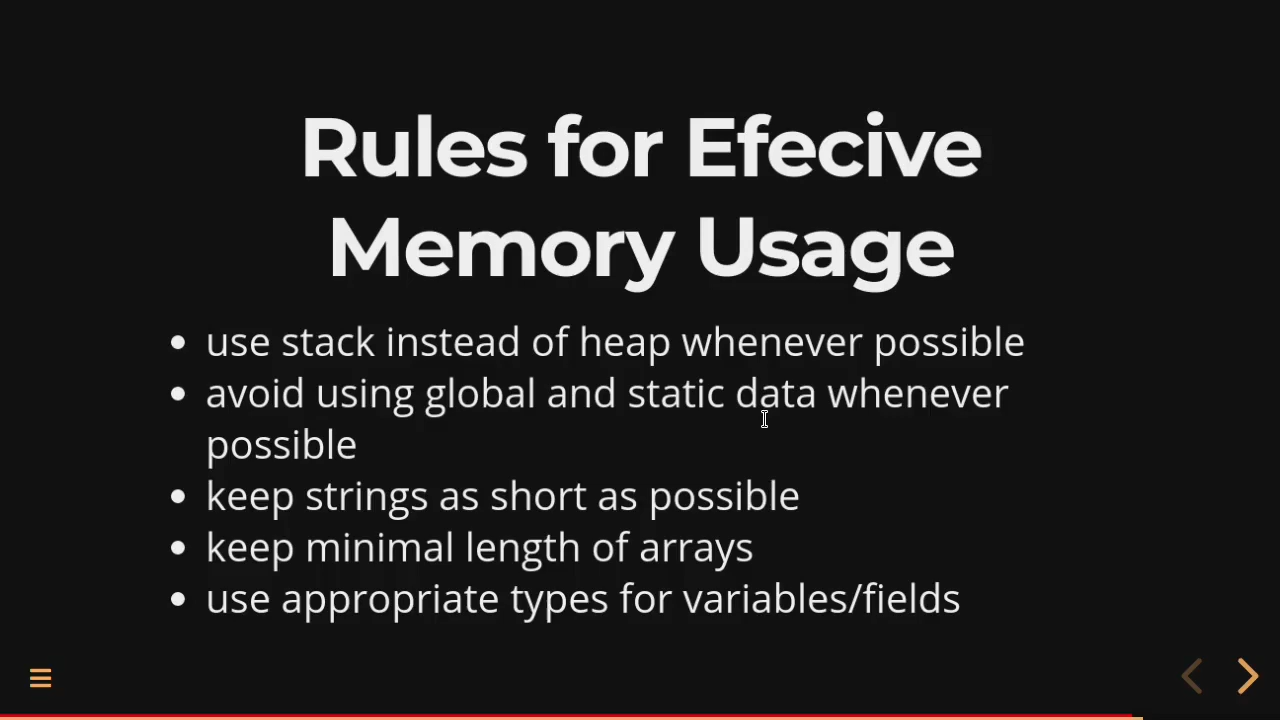 Rules for Efecive
Memory Usage
• use stack instead of heap whenever possible
• avoid using global and static data whenever
possible
• keep strings as short as possible
• keep minimal length of arrays
• use appropriate types for variables/fields